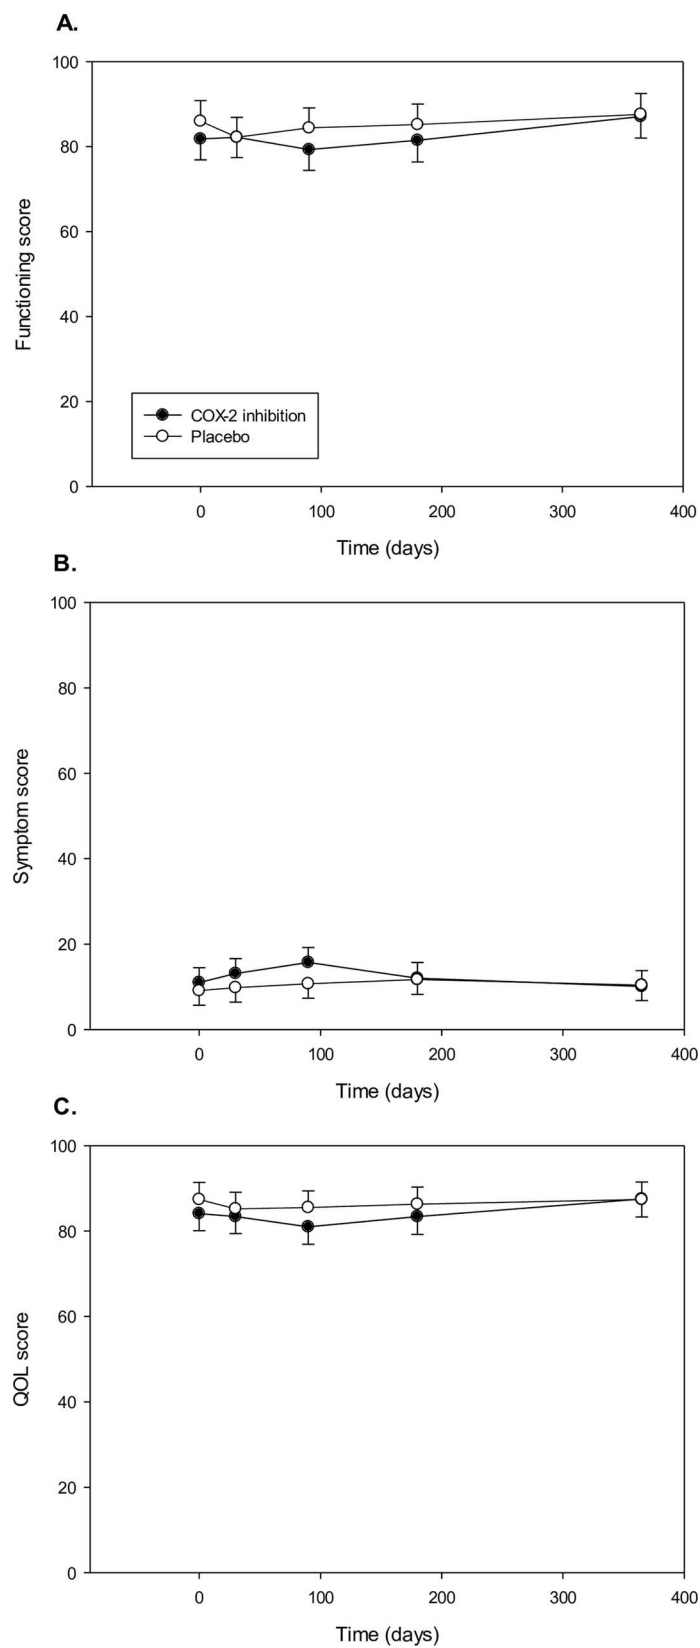 A.
100
80
60
40
20
0
Functioning score
COX-2 inhibition
Placebo
0 100 200 300 400
Time (days)
B.
100
80
60
40
20
0
Symptom score
0 100 200 300 400
Time (days)
C.
100
80
60
40
20
0
QOL score
0 100 200 300 400
Time (days)